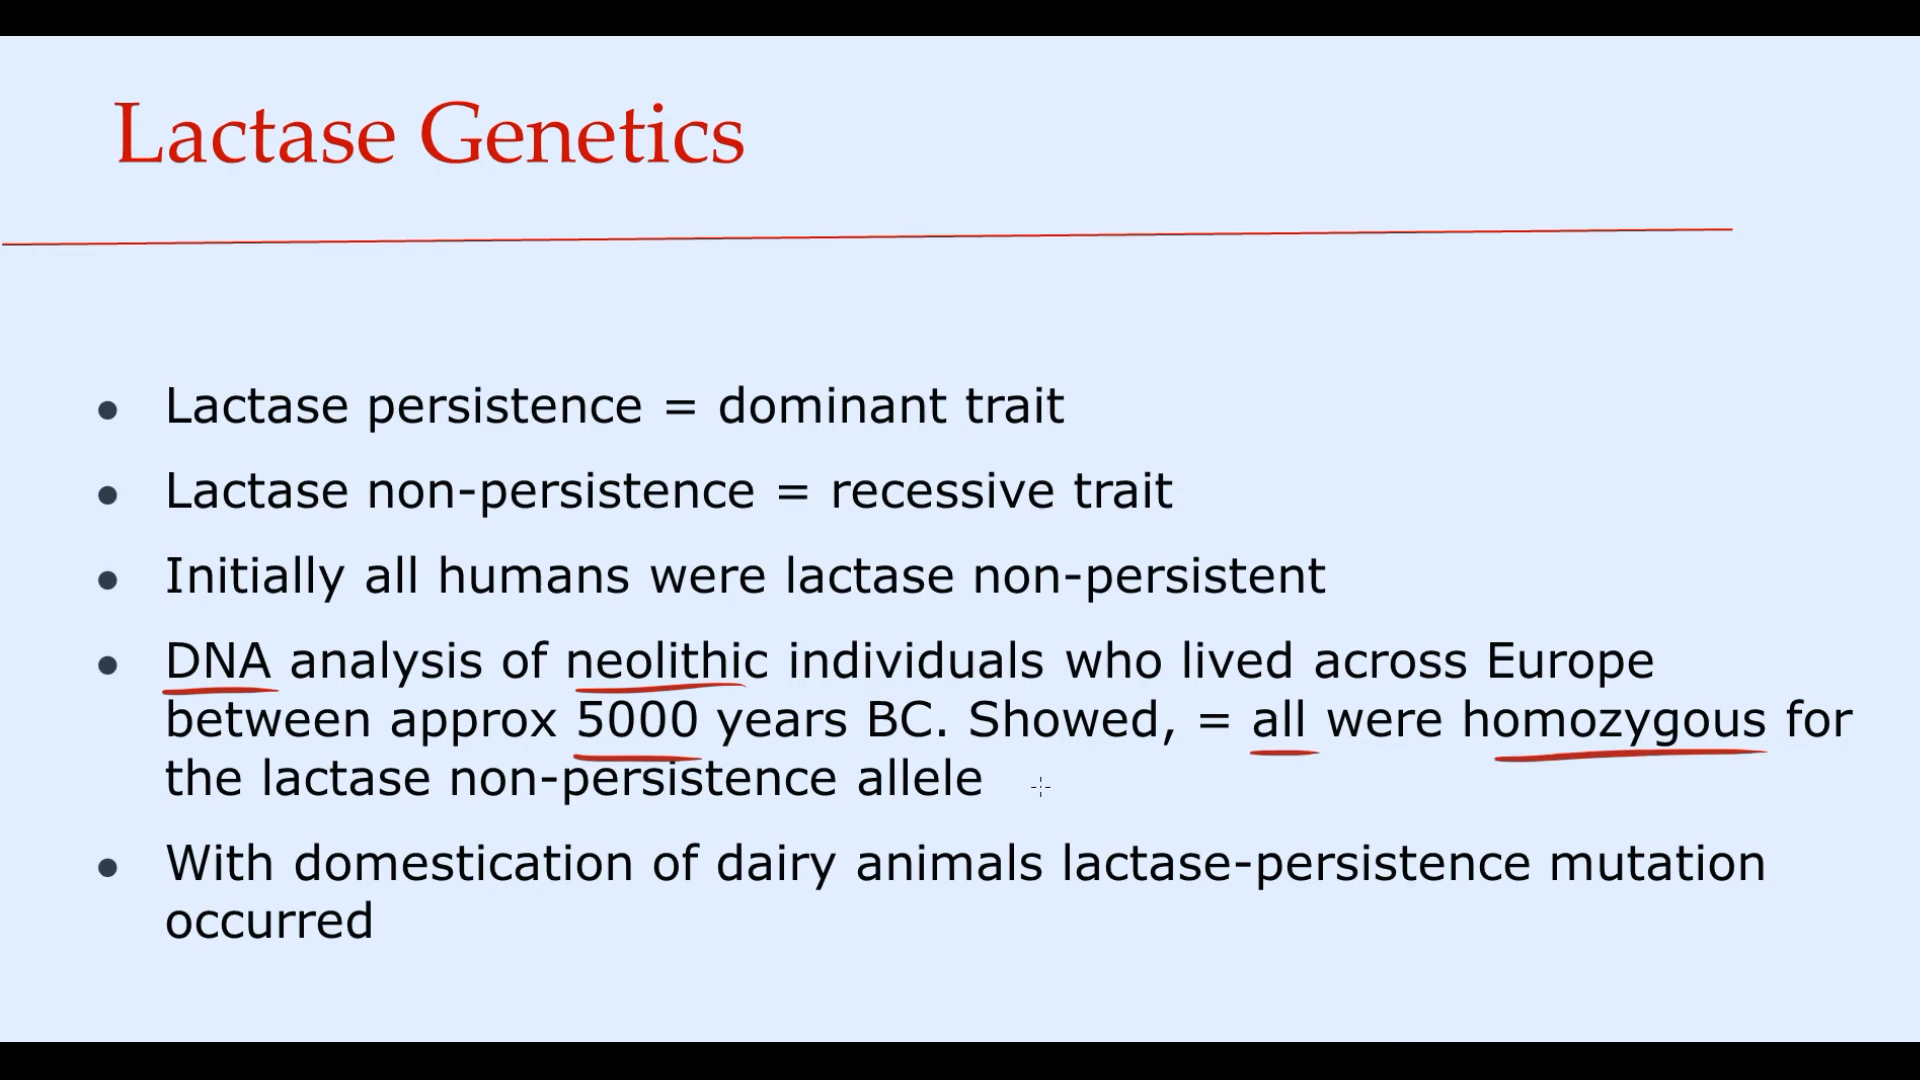 Lactase Genetics
• Lactase persistence = dominant trait
• Lactase non-persistence = recessive trait
• Initially all humans were lactase non-persistent
• DNA analysis of neolithic individuals who lived across Europe
between approx 5000 years BC. Showed, = all were homozygous for
the lactase non-persistence allele
• With domestication of dairy animals lactase-persistence mutation
occurred